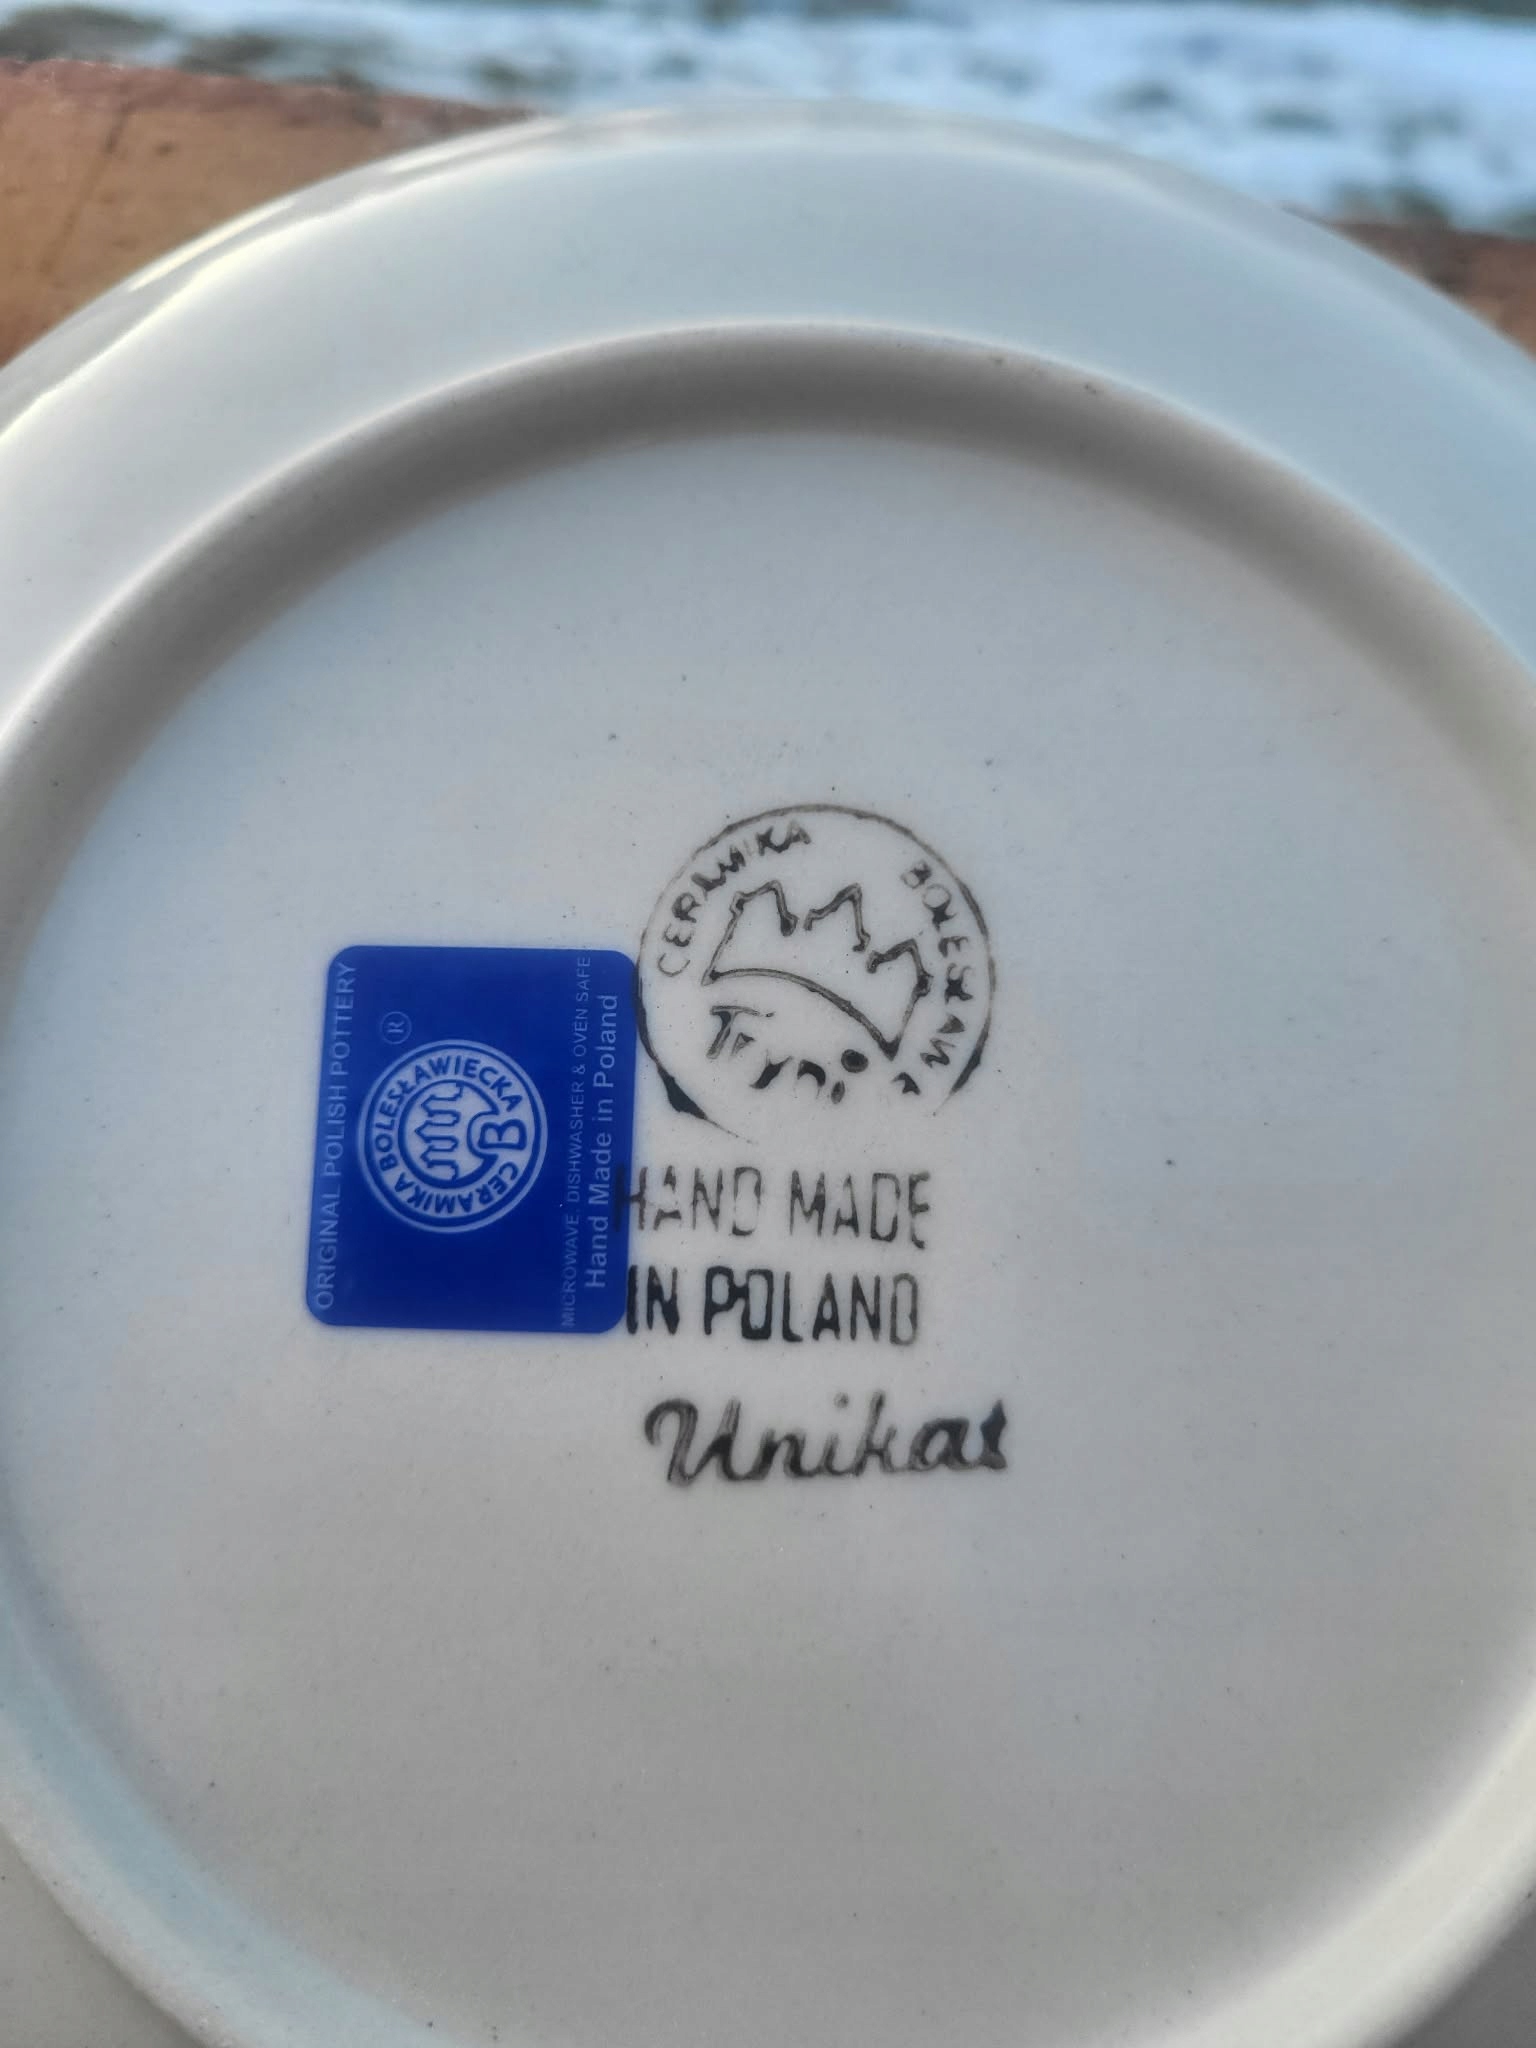 ORIGINAL POLISH POTTERY
®
BOLESŁAWIECKA CERAMIKA
B
MICROWAVE, DISHWASHER & OVEN SAFE
Hand Made in Poland
CERAMIKA
HAND MADE
IN POLAND
Unikat